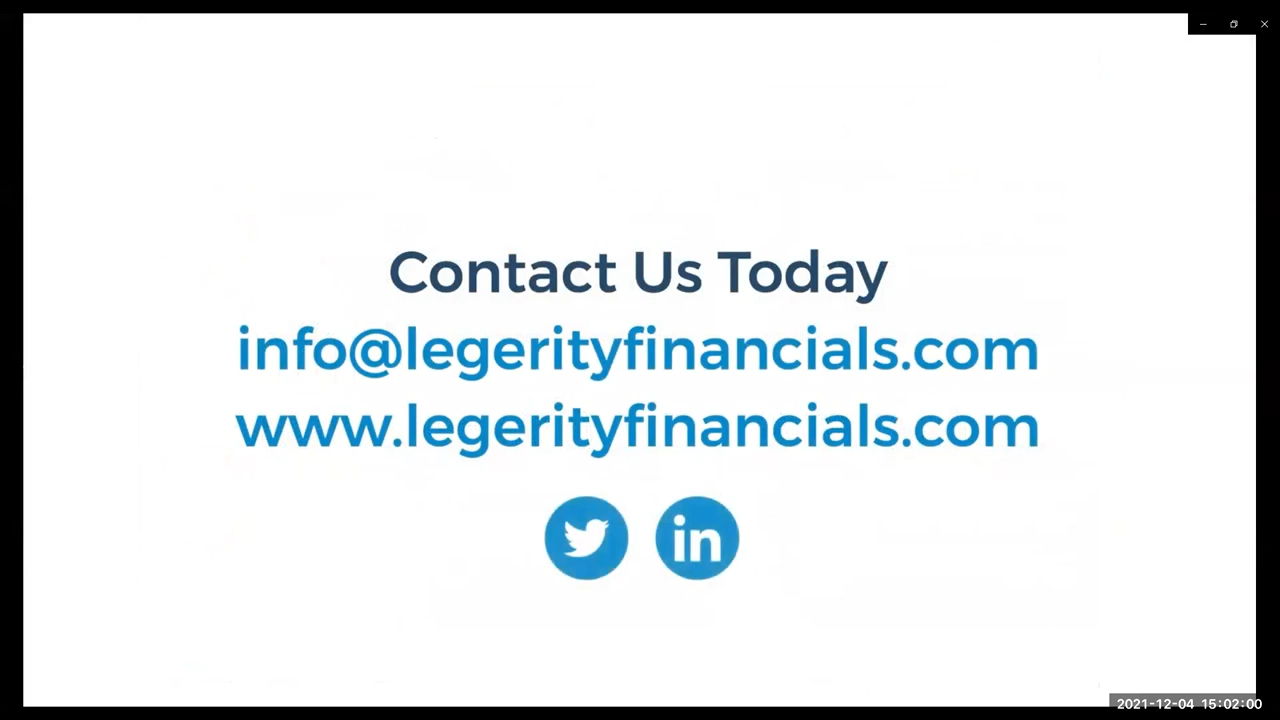 Contact Us Today
info@legerityfinancials.com
www.legerityfinancials.com
in
2021-12-04 15:02:00